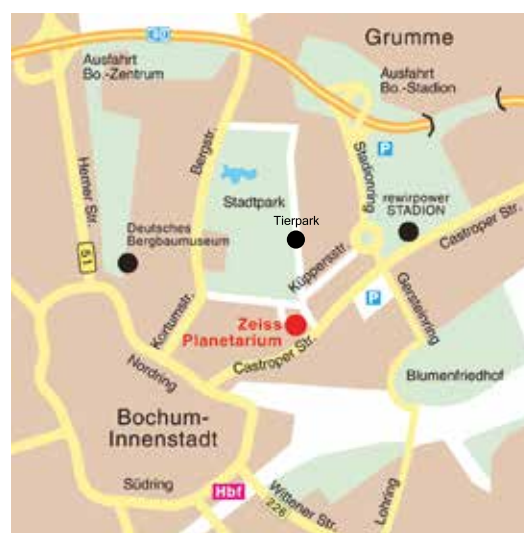 40
Grumme
Ausfahrt
Bo.-Zentrum
Ausfahrt
Bo.-Stadion
Herner Str.
Bergstr.
Stadionring
P
Stadtpark
Tierpark
rewirpower
STADION
Deutsches
Bergbaumuseum
Castroper Str.
51
Küppersstr.
Gersteinring
P
Kortumstr.
Zeiss
Planetarium
Castroper Str.
Nordring
Blumenfriedhof
Bochum-
Innenstadt
Südring
Hbf
Wittener Str.
226
Lohring